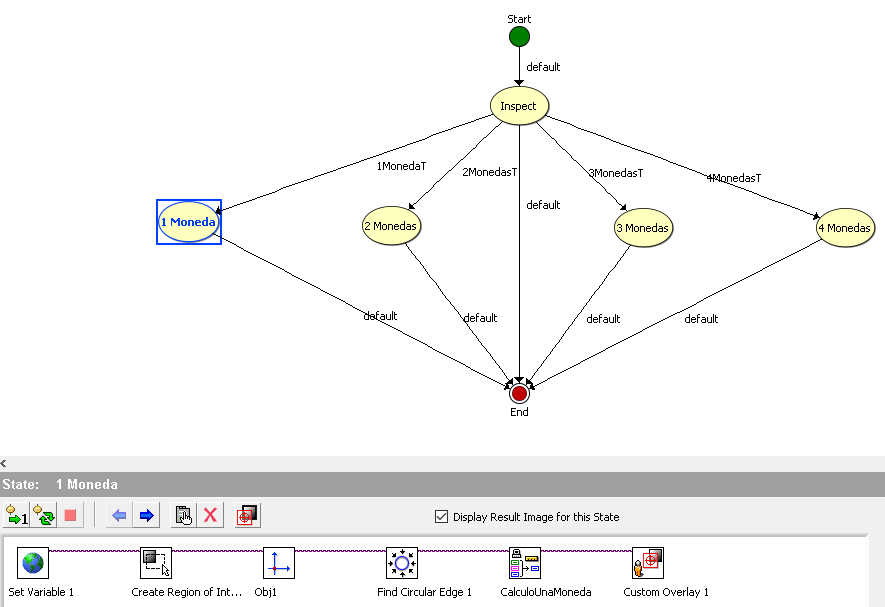 Start
default
Inspect
1MonedaT
2MonedasT
3MonedasT
4MonedasT
default
1 Moneda
2 Monedas
3 Monedas
4 Monedas
default
default
default
default
End
<
State: 1 Moneda
1
Display Result Image for this State
Set Variable 1
Create Region of Int...
Obj1
Find Circular Edge 1
CalculoUnaMoneda
Custom Overlay 1